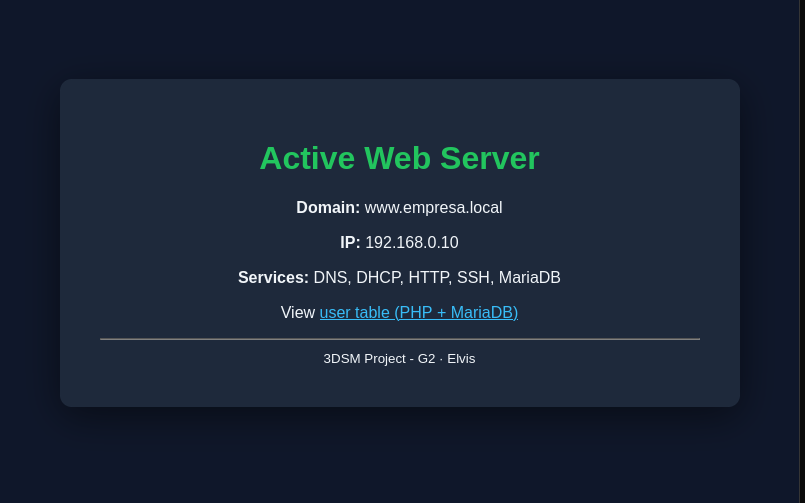 Active Web Server
Domain: www.empresa.local
IP: 192.168.0.10
Services: DNS, DHCP, HTTP, SSH, MariaDB
View user table (PHP + MariaDB)
3DSM Project - G2 · Elvis